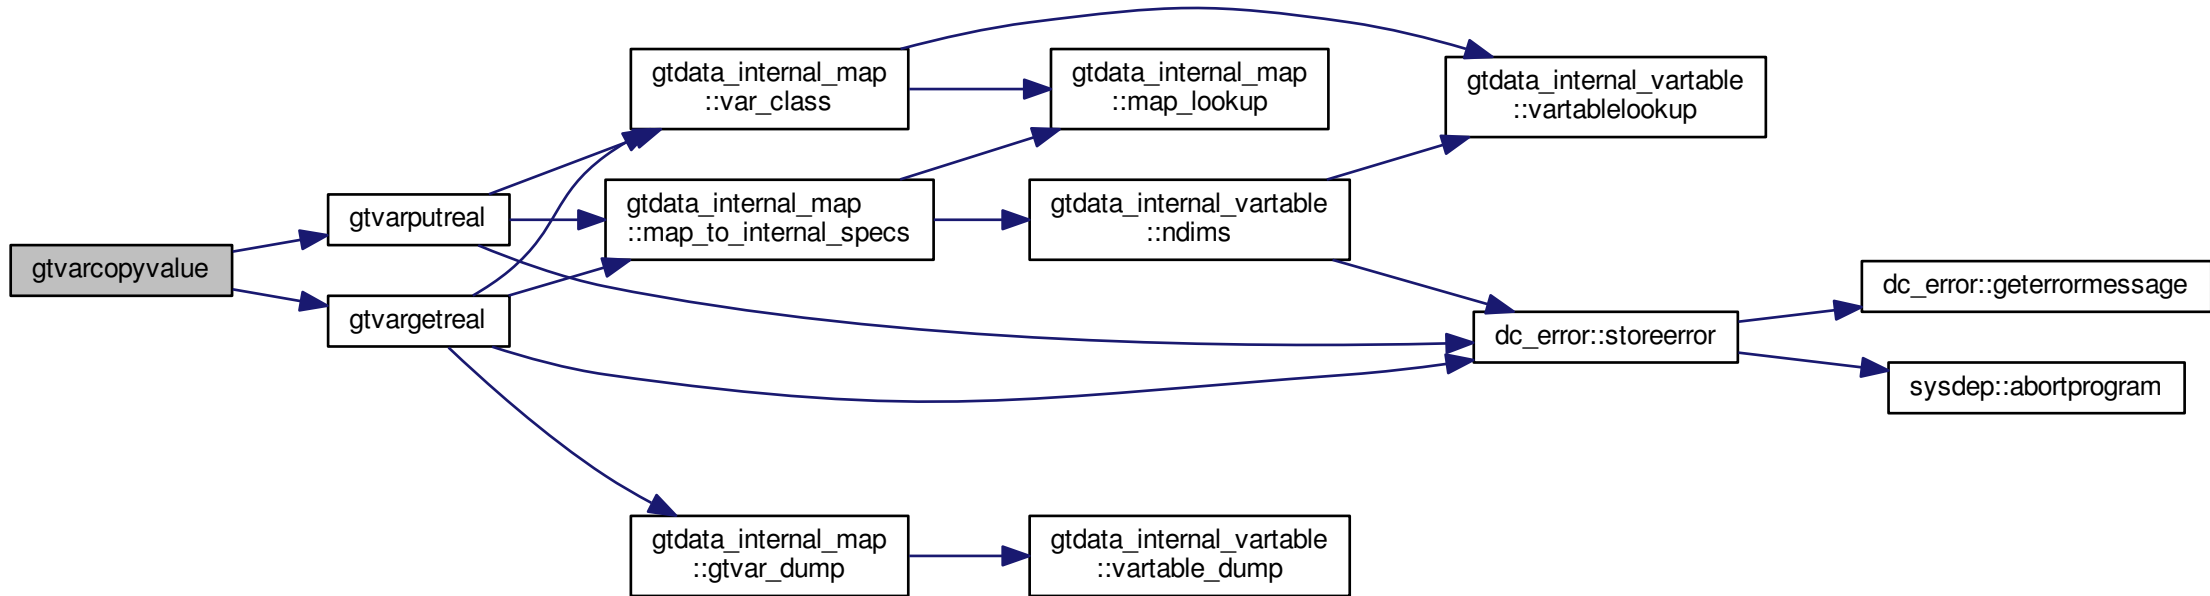 gtvarcopyvalue
gtvarputreal
gtvargetreal
gtdata_internal_map
::var_class
gtdata_internal_map
::map_to_internal_specs
gtdata_internal_map
::gtvar_dump
gtdata_internal_map
::map_lookup
gtdata_internal_vartable
::ndims
gtdata_internal_vartable
::vartable_dump
gtdata_internal_vartable
::vartablelookup
dc_error::storeerror
dc_error::geterrormessage
sysdep::abortprogram